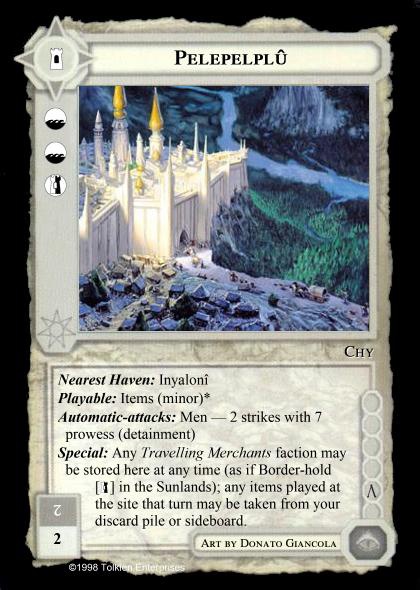 PELEPELPLÛ
CHY
Nearest Haven: Inyalonî
Playable: Items (minor)*
Automatic-attacks: Men — 2 strikes with 7
prowess (detainment)
Special: Any Travelling Merchants faction may
be stored here at any time (as if Border-hold
[ ] in the Sunlands); any items played at
the site that turn may be taken from your
discard pile or sideboard.
2
2
ART BY DONATO GIANCOLA
©1998 Tolkien Enterprises